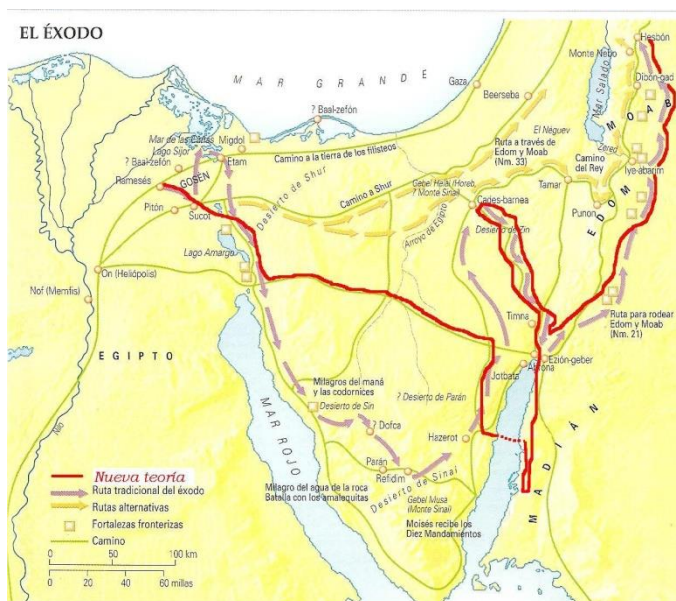 EL ÉXODO
MAR GRANDE
Hesbón
Monte Nebo
Dibón-gad
Gaza
Beerseba
Mar Salado
MOAB
? Baal-zefón
Mar de las Cañas
Migdol
Lago Sijor
Etam
Camino a la tierra de los filisteos
El Néguev
Ruta a través
de Edom y Moab
(Nm. 33)
Zered
Camino
del Rey
Iye-abarim
? Baal-zefón
GOSÉN
Ramesés
Desierto de Shur
Camino a Shur
Gebel Helal (Horeb,
? Monte Sinaí)
Cades-barnea
Tamar
Punon
EDOM
Pitón
Sucot
Arroyo de Egipto
Desierto de Zin
Lago Amargo
On (Heliópolis)
Nof (Menfis)
Timna
Ruta para rodear
Edom y Moab
(Nm. 21)
EGIPTO
Ezión-geber
Abrona
Jotbata
Milagros del maná
y las codornices
Desierto de Sin
? Desierto de Parán
MAR ROJO
? Dofca
Hazerot
MADIÁN
Nilo
Parán
Refidim
Desierto de Sinaí
Milagro del agua de la roca
Batalla con los amalequitas
Gebel Musa
(Monte Sinaí)
Moisés recibe los
Diez Mandamientos
Nueva teoría
Ruta tradicional del éxodo
Rutas alternativas
Fortalezas fronterizas
Camino
0 50 100 km
0 20 40 60 millas